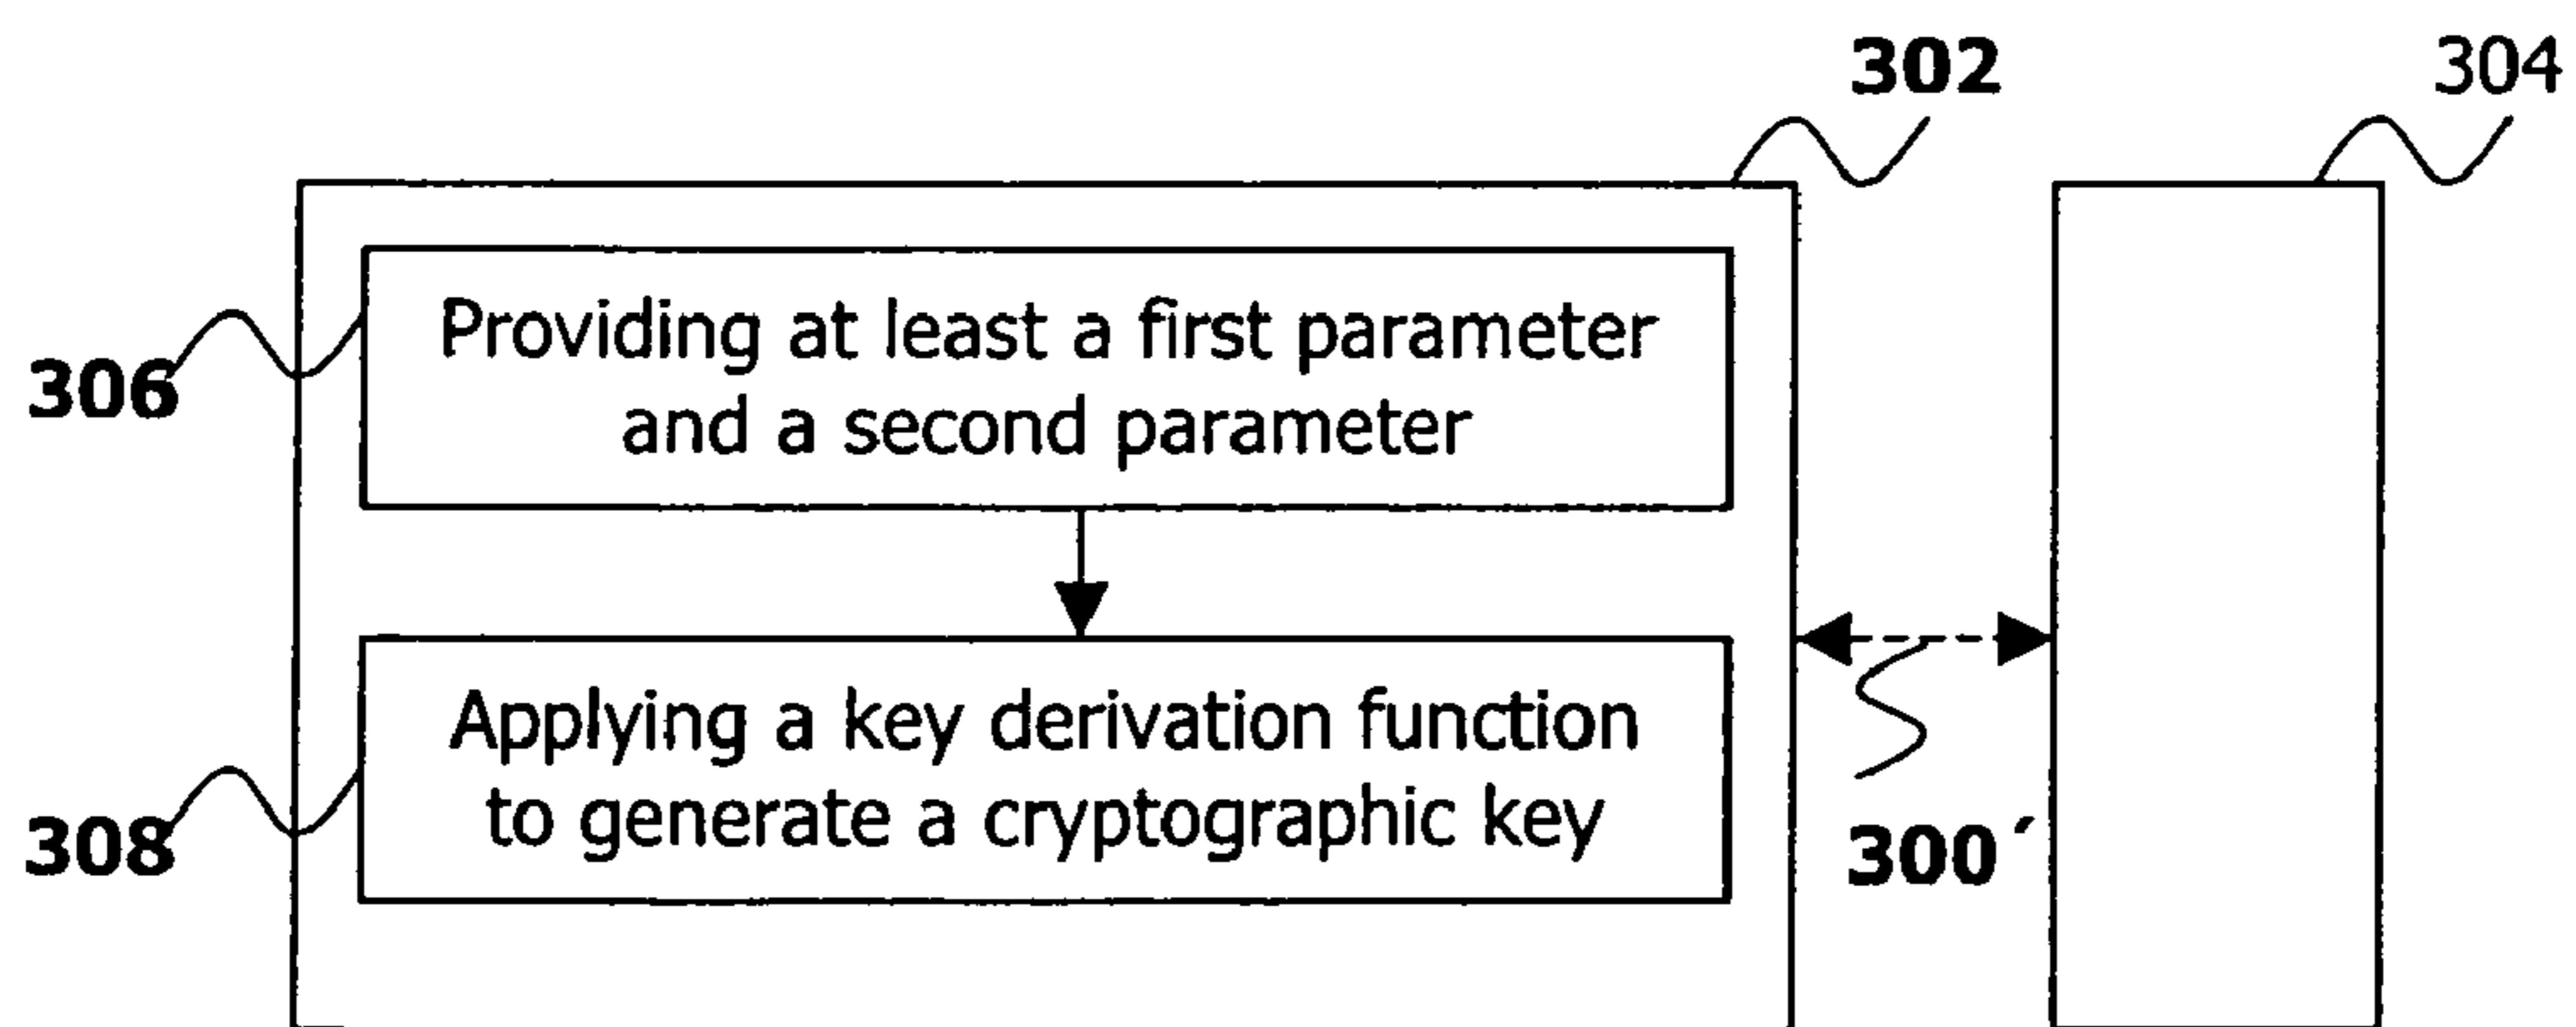 302
304
Providing at least a first parameter
and a second parameter
306
Applying a key derivation function
to generate a cryptographic key
308
300´